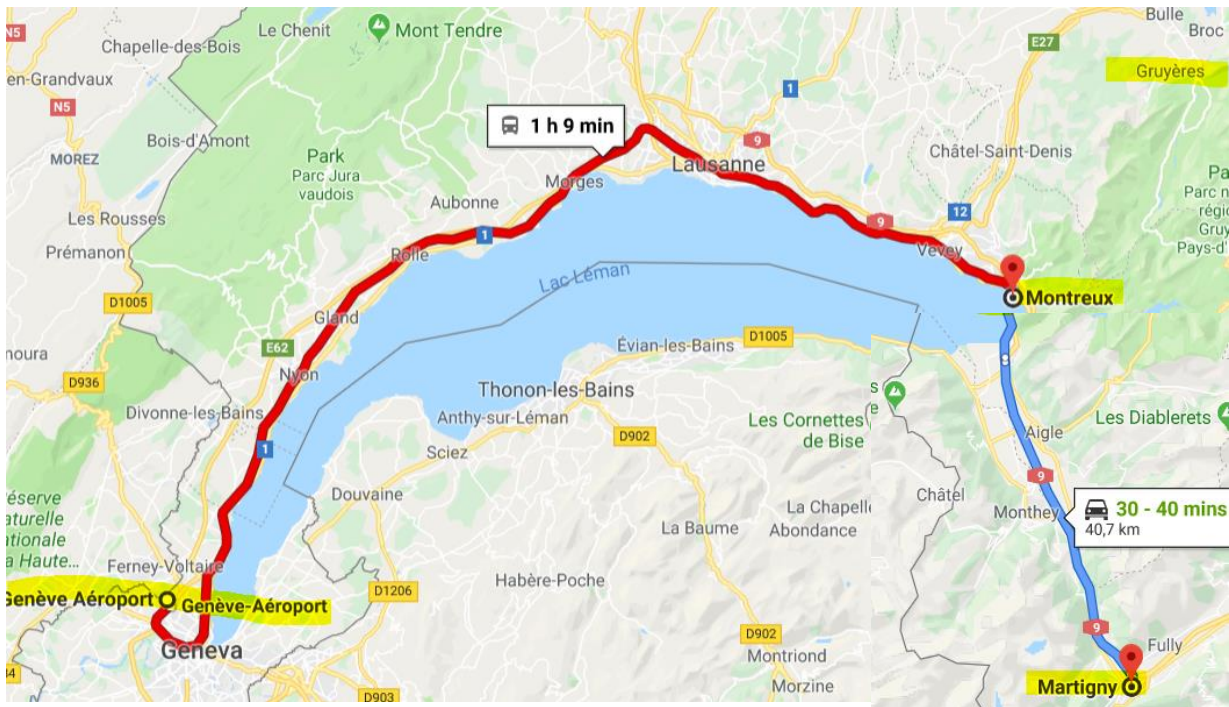 Bulle
Le Chenit
Mont Tendre
Broc
N5
Chapelle-des-Bois
E27
en-Grandvaux
Gruyères
1
N5
1 h 9 min
Bois-d'Amont
9
MOREZ
Park
Parc Jura
vaudois
Lausanne
Châtel-Saint-Denis
Morges
Aubonne
Les Rousses
12
Prémanon
1
9
Rolle
Vevey
Lac Léman
D1005
Montreux
Gland
E62
D1005
Évian-les-Bains
noura
D936
Nyon
Thonon-les-Bains
Divonne-les-Bains
Anthy-sur-Léman
Les Cornettes
de Bise
Les Diablerets
Aigle
D902
1
Sciez
9
Châtel
Douvaine
Monthey
30 - 40 mins
40,7 km
La Chapelle
Abondance
La Baume
Ferney-Voltaire
Habère-Poche
D1206
Genève Aéroport
Genève-Aéroport
9
D902
Fully
Geneva
Montriond
Martigny
Morzine
D903